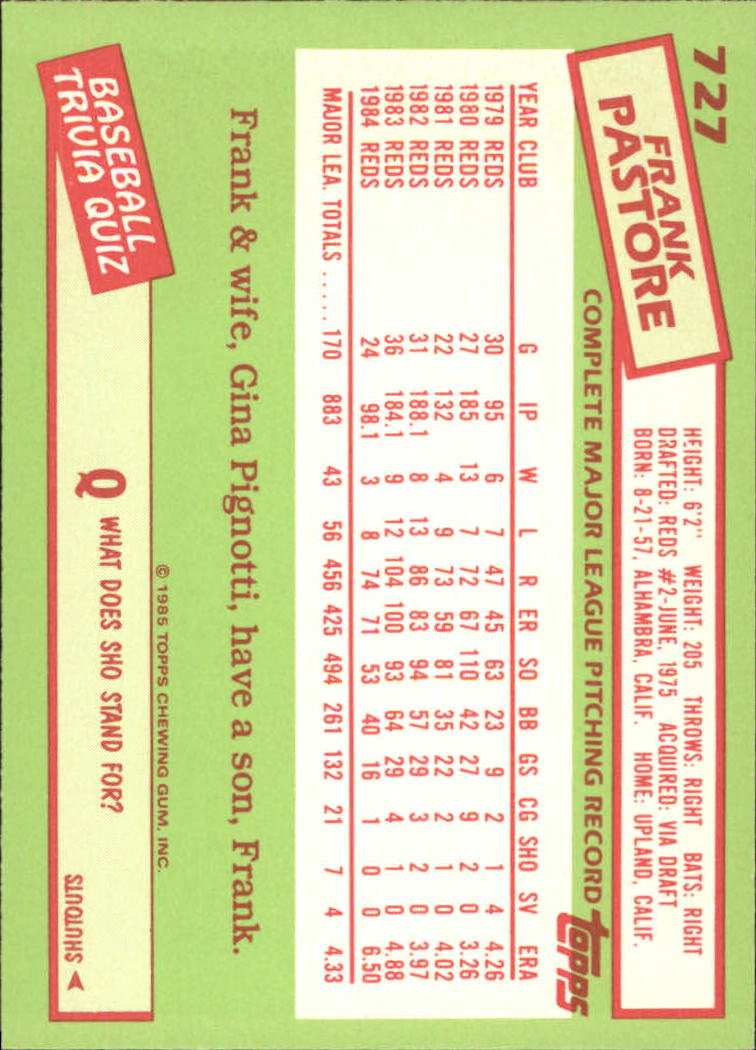 727
FRANK
PASTORE
HEIGHT: 6'2" WEIGHT: 205 THROWS: RIGHT BATS: RIGHT
DRAFTED: REDS #2-JUNE, 1975 ACQUIRED: VIA DRAFT
BORN: 8-21-57, ALHAMBRA, CALIF. HOME: UPLAND, CALIF.
COMPLETE MAJOR LEAGUE PITCHING RECORD
topps
YEAR CLUB G IP W L R ER SO BB GS CG SHO SV ERA
1979 REDS 30 95 6 7 47 45 63 23 9 2 1 4 4.26
1980 REDS 27 185 13 7 72 67 110 42 27 9 2 0 3.26
1981 REDS 22 132 4 9 73 59 81 35 22 2 1 0 4.02
1982 REDS 31 188.1 8 13 86 83 94 57 29 3 2 0 3.97
1983 REDS 36 184.1 9 12 104 100 93 64 29 4 1 0 4.88
1984 REDS 24 98.1 3 8 74 71 53 40 16 1 0 0 6.50
MAJOR LEA. TOTALS ..... 170 883 43 56 456 425 494 261 132 21 7 4 4.33
Frank & wife, Gina Pignotti, have a son, Frank.
© 1985 TOPPS CHEWING GUM, INC.
BASEBALL
TRIVIA QUIZ
Q WHAT DOES SHO STAND FOR?
SHUTOUTS